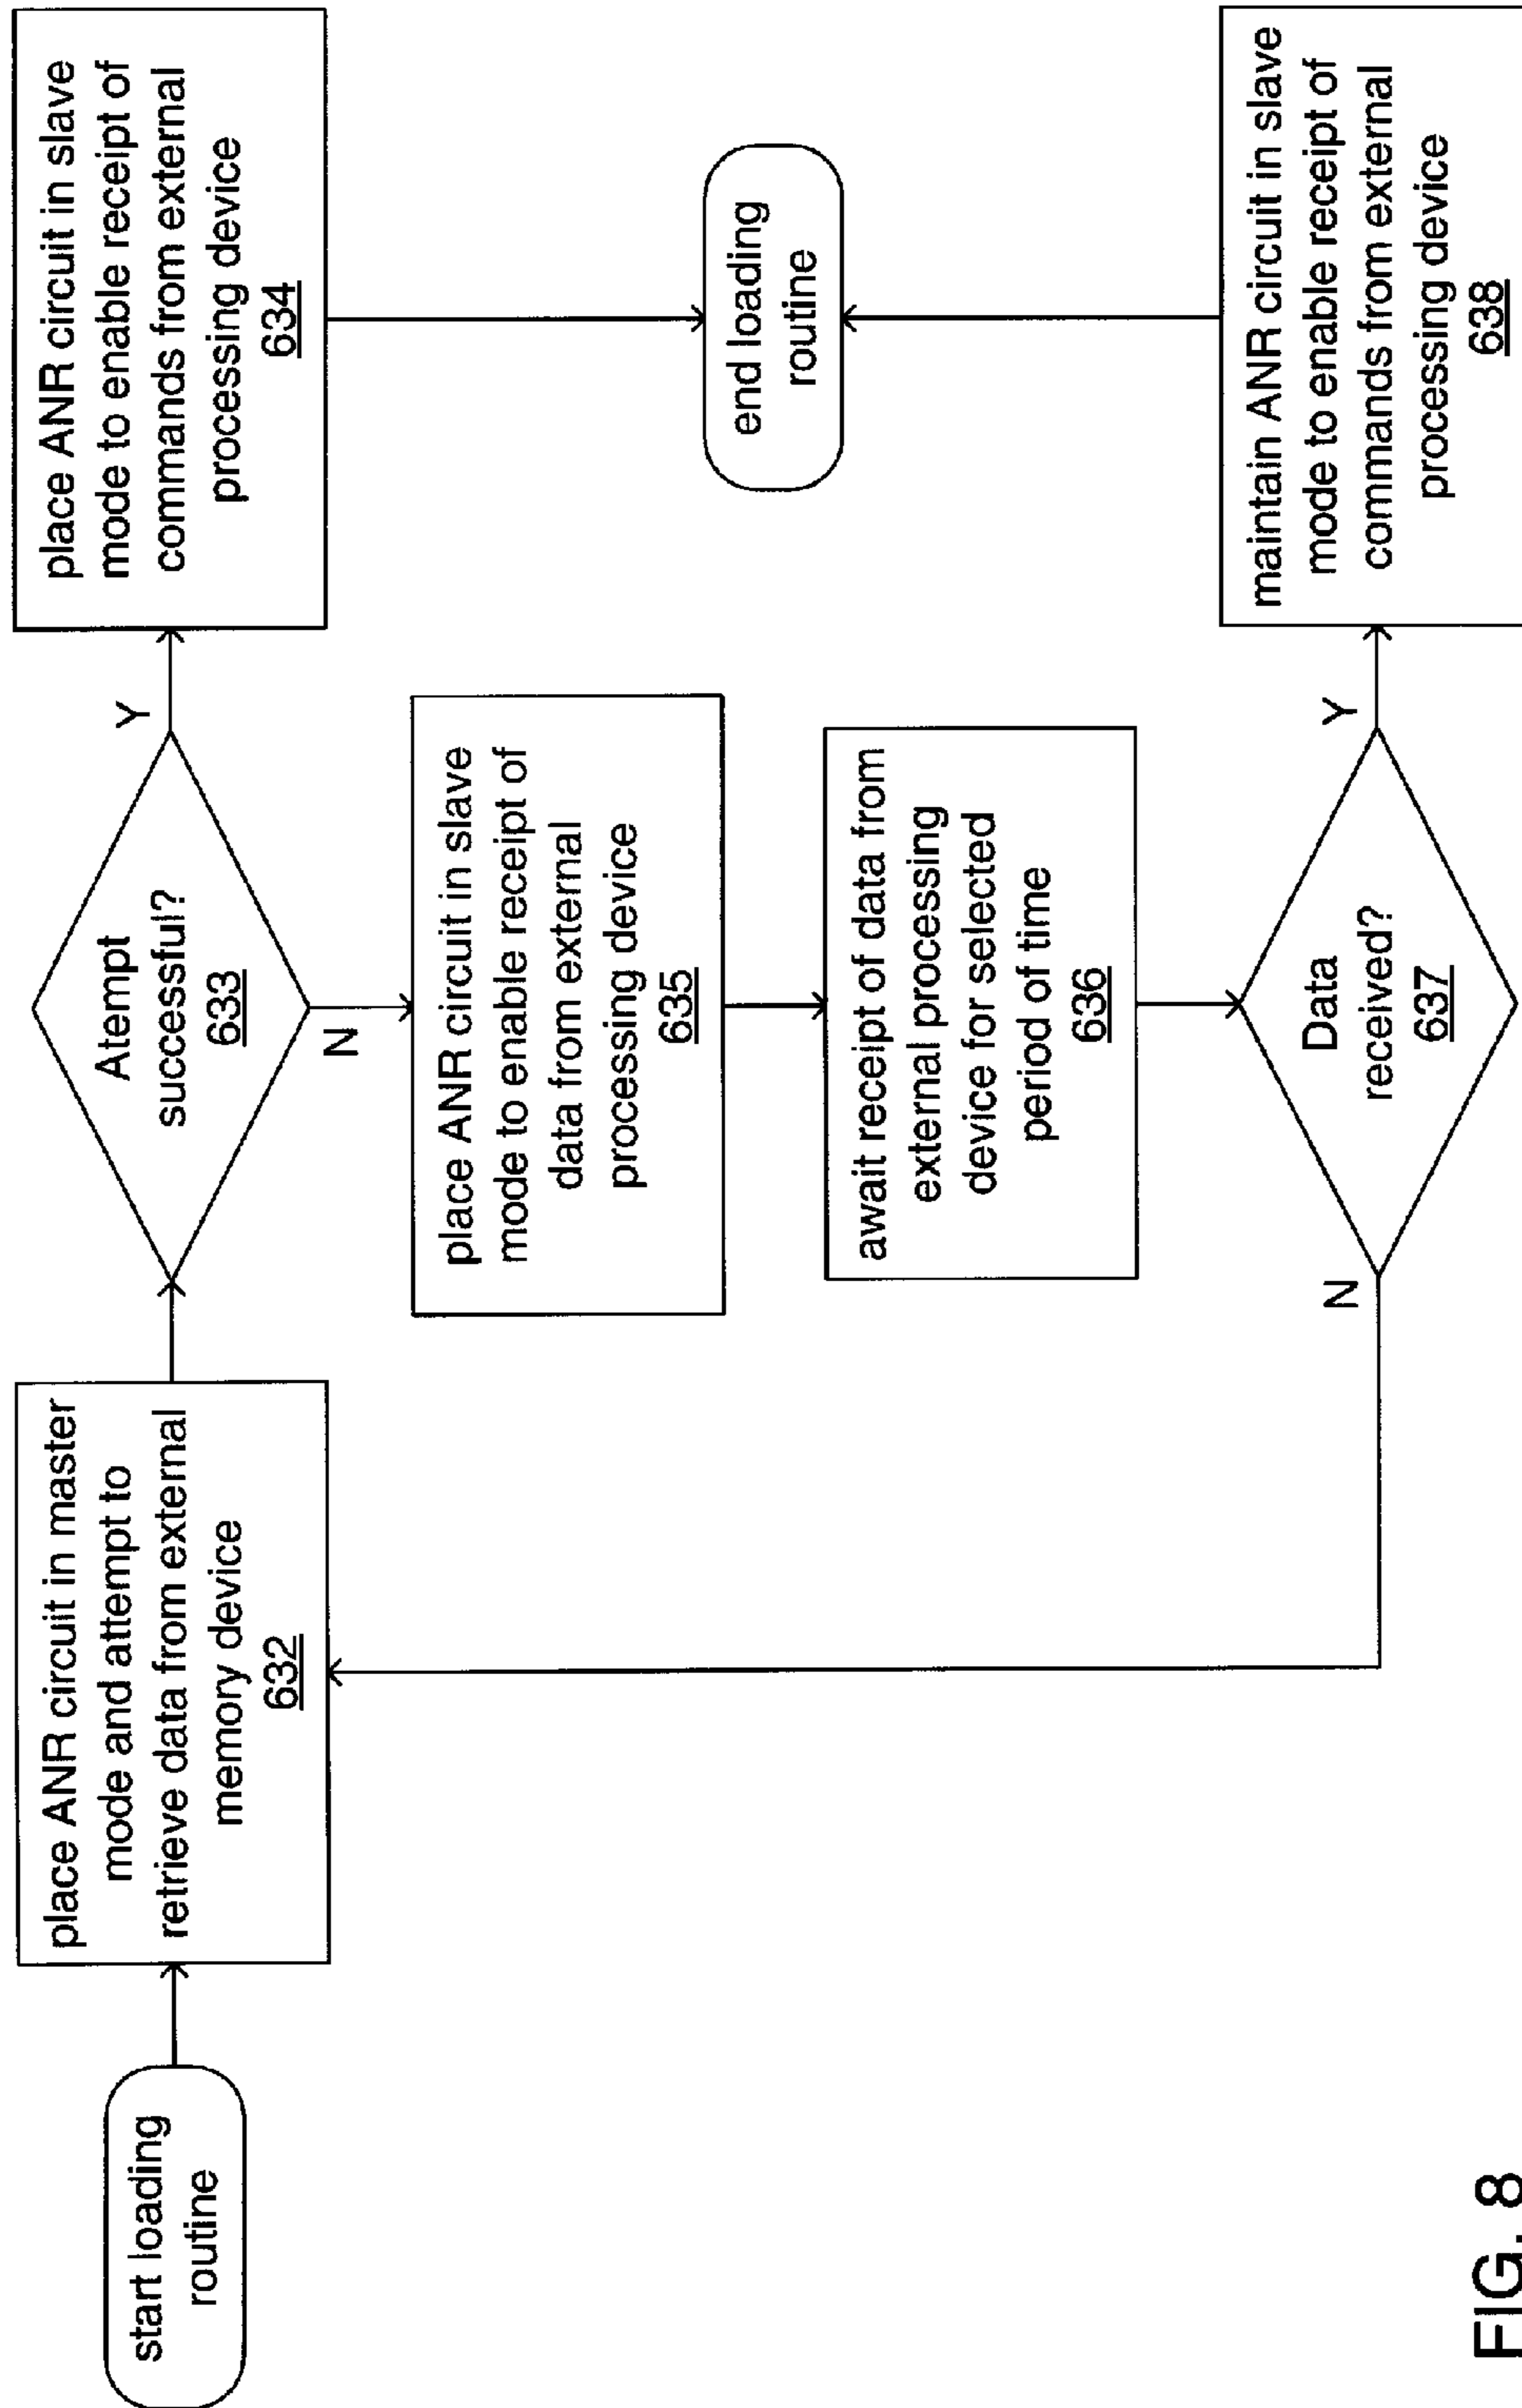 start loading
routine
place ANR circuit in master
mode and attempt to
retrieve data from external
memory device
632
Atempt
successful?
633
Y
N
place ANR circuit in slave
mode to enable receipt of
commands from external
processing device
634
place ANR circuit in slave
mode to enable receipt of
data from external
processing device
635
await receipt of data from
external processing
device for selected
period of time
636
Data
received?
637
N
Y
maintain ANR circuit in slave
mode to enable receipt of
commands from external
processing device
638
end loading
routine
FIG. 8